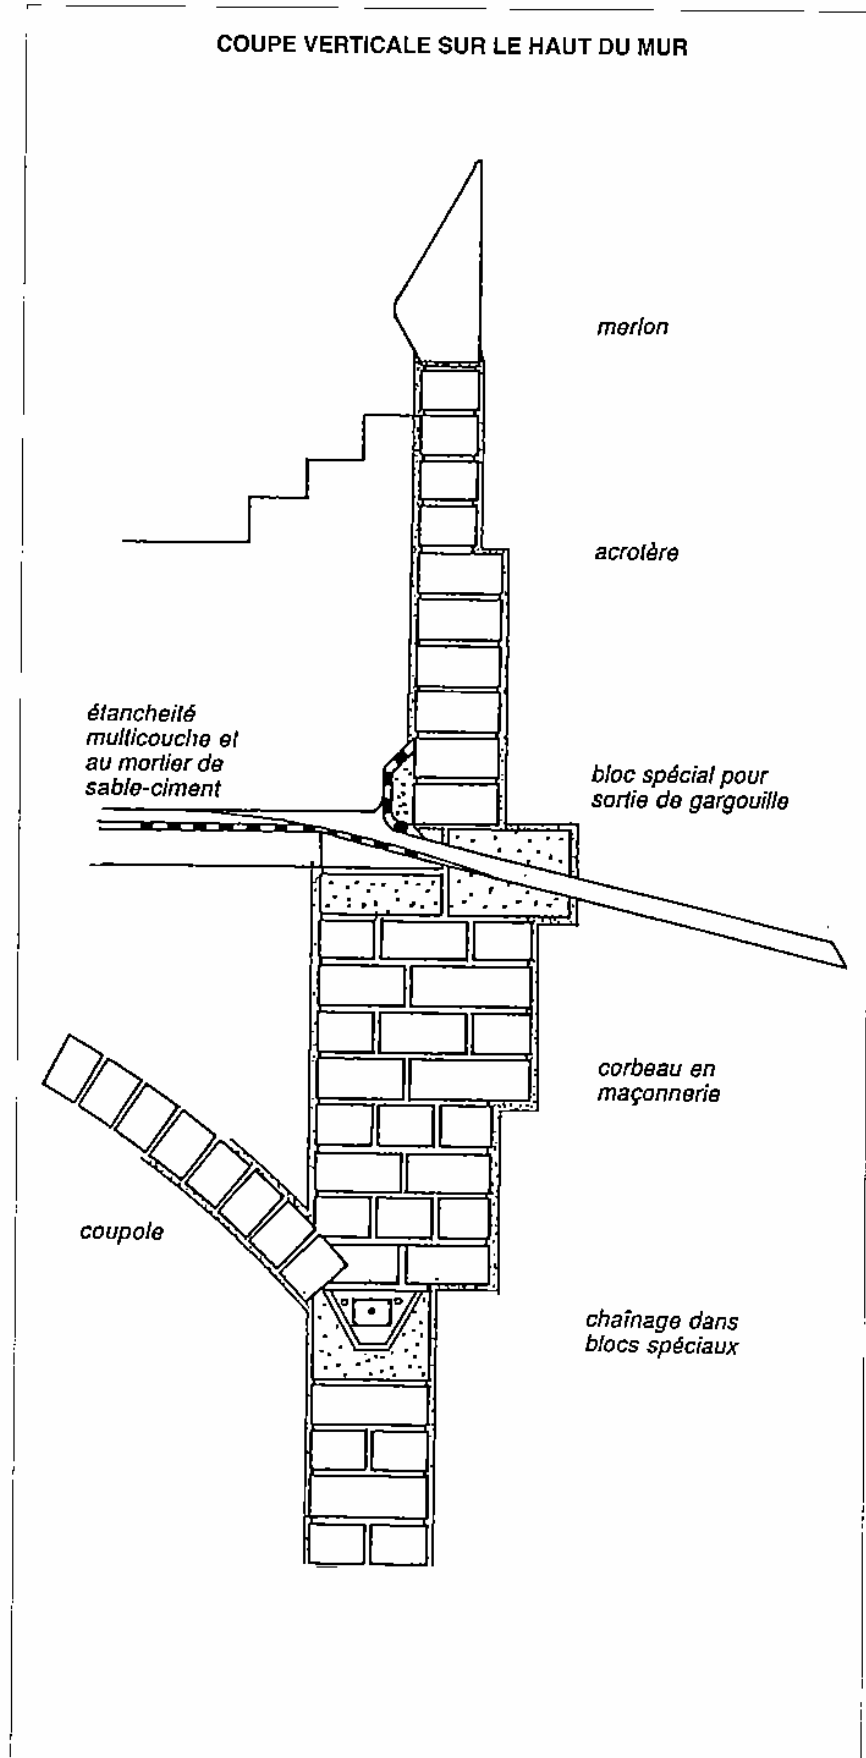 COUPE VERTICALE SUR LE HAUT DU MUR
merlon
acrotère
étancheité
multicouche et
au mortier de
sable-ciment
bloc spécial pour
sortie de gargouille
corbeau en
maçonnerie
coupole
chaînage dans
blocs spéciaux